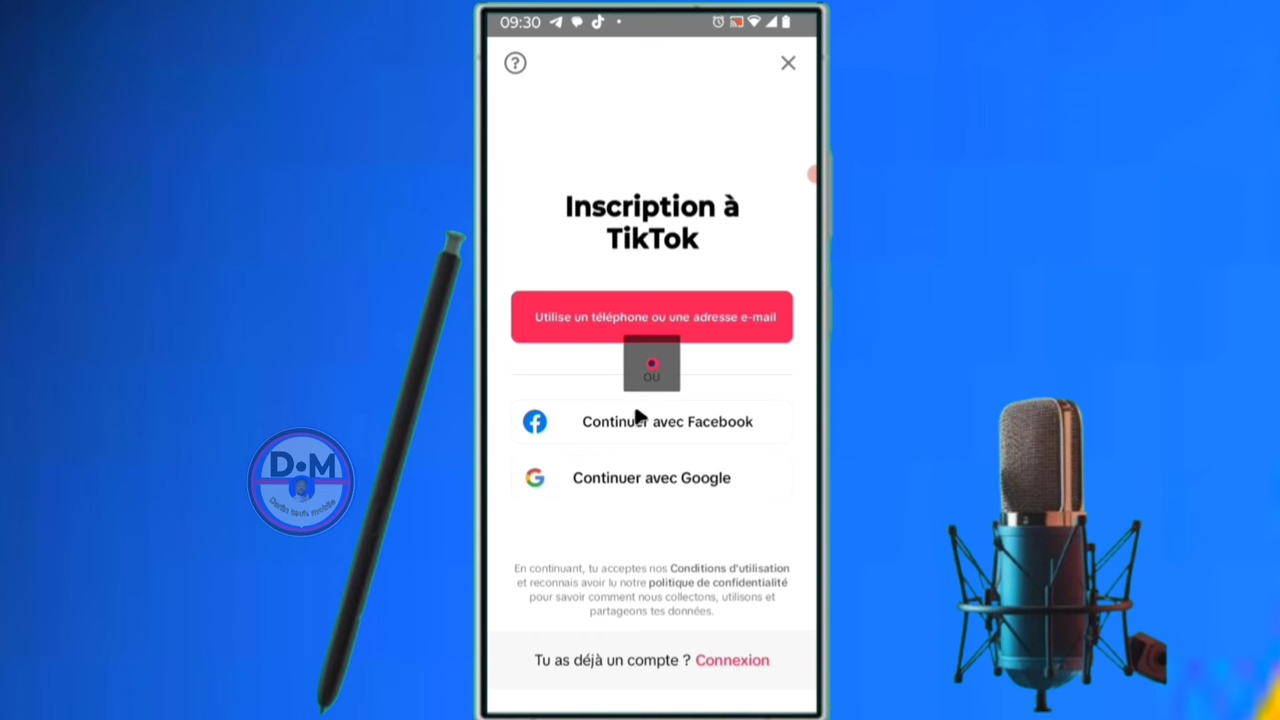 09:30
?
Inscription à
TikTok
Utilise un téléphone ou une adresse e-mail
OU
Continuer avec Facebook
Continuer avec Google
D.M
En continuant, tu acceptes nos Conditions d'utilisation
et reconnais avoir lu notre politique de confidentialité
pour savoir comment nous collectons, utilisons et
partageons tes données.
Tu as déjà un compte ? Connexion